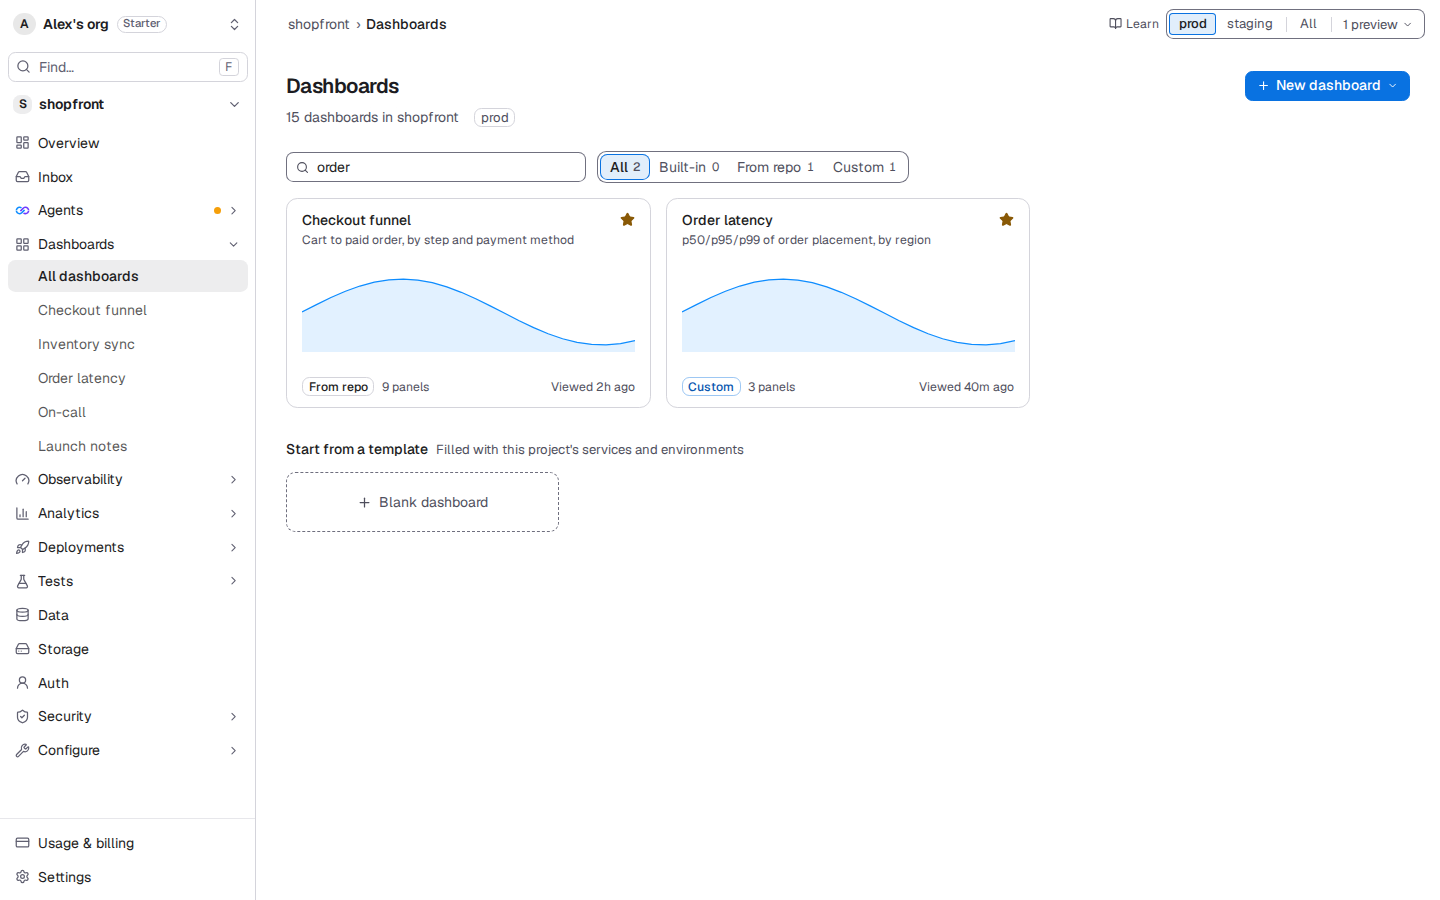 A Alex's org Starter
Find... F
S shopfront
Overview
Inbox
Agents
Dashboards
All dashboards
Checkout funnel
Inventory sync
Order latency
On-call
Launch notes
Observability
Analytics
Deployments
Tests
Data
Storage
Auth
Security
Configure
Usage & billing
Settings
shopfront › Dashboards
Learn prod staging All 1 preview
Dashboards
New dashboard
15 dashboards in shopfront prod
order
All 2 Built-in 0 From repo 1 Custom 1
Checkout funnel
Cart to paid order, by step and payment method
From repo 9 panels Viewed 2h ago
Order latency
p50/p95/p99 of order placement, by region
Custom 3 panels Viewed 40m ago
Start from a template Filled with this project's services and environments
Blank dashboard